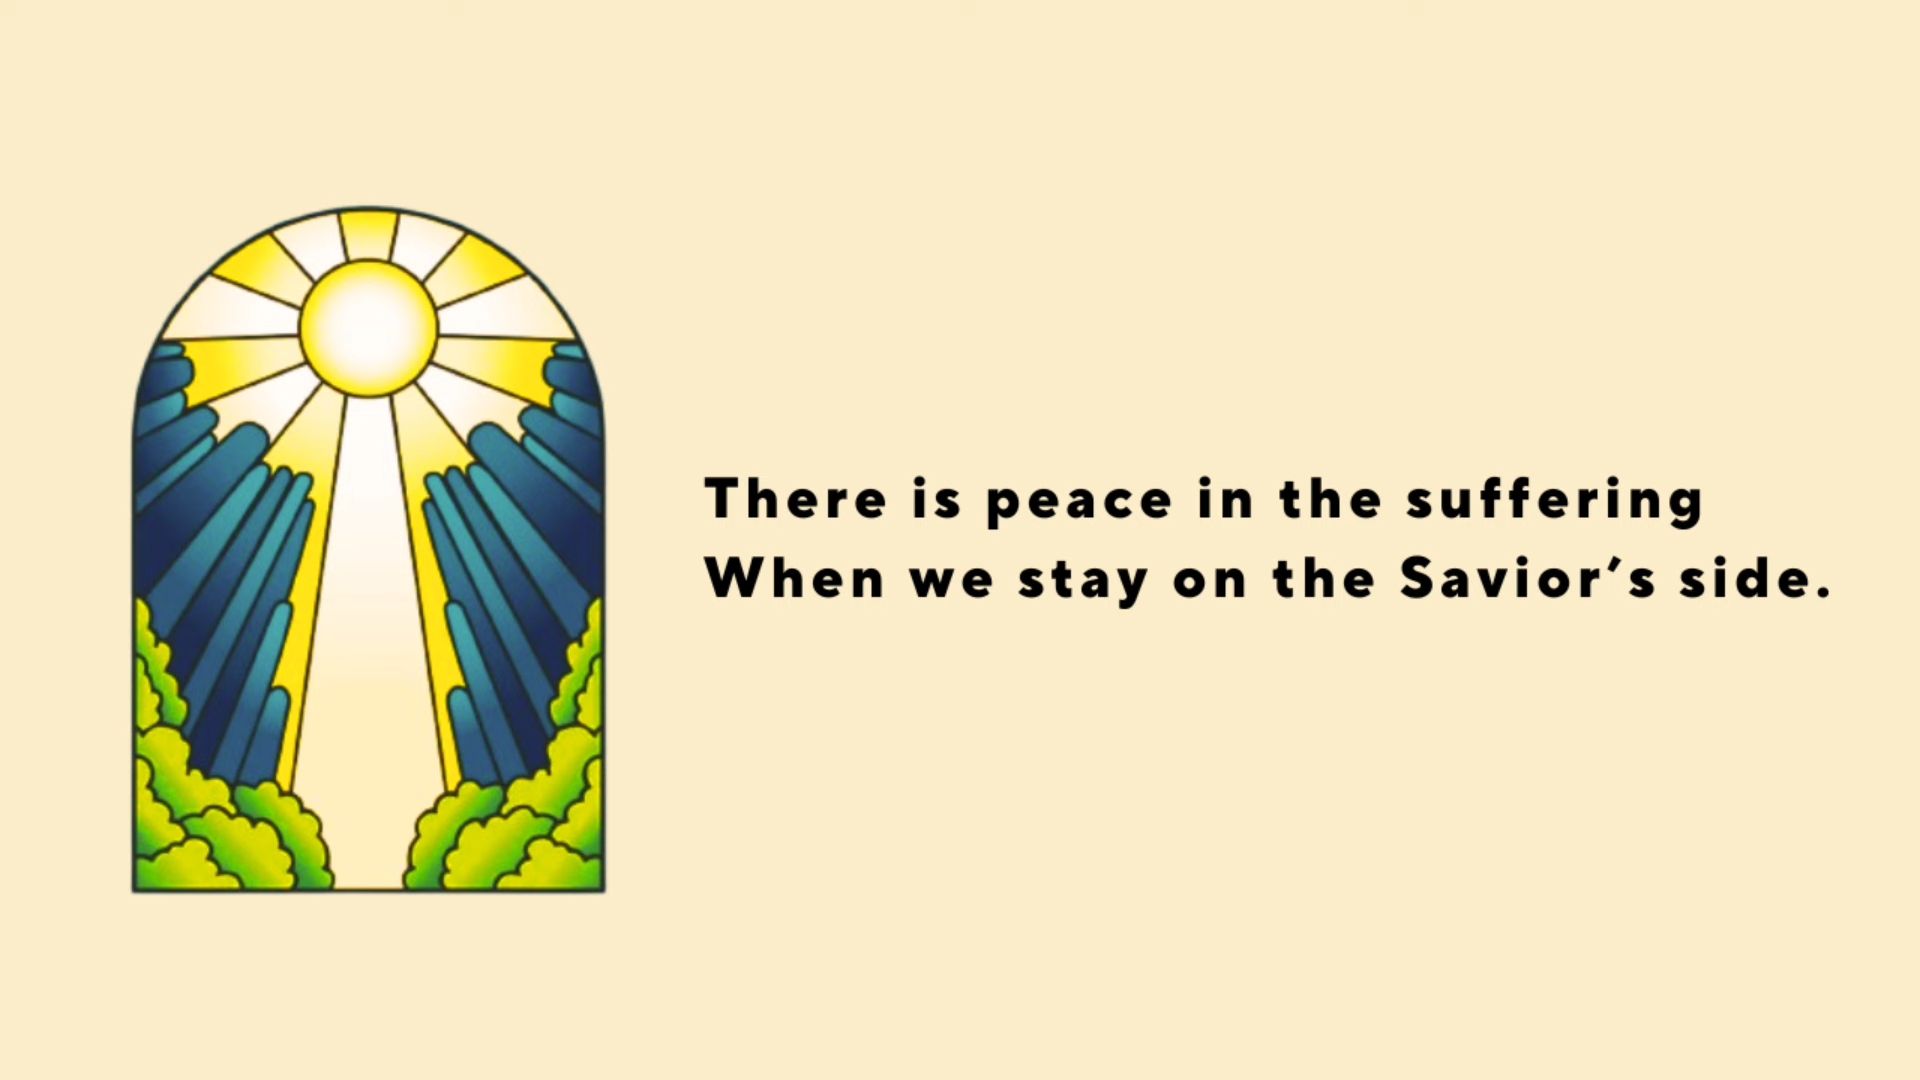 There is peace in the suffering
When we stay on the Savior’s side.